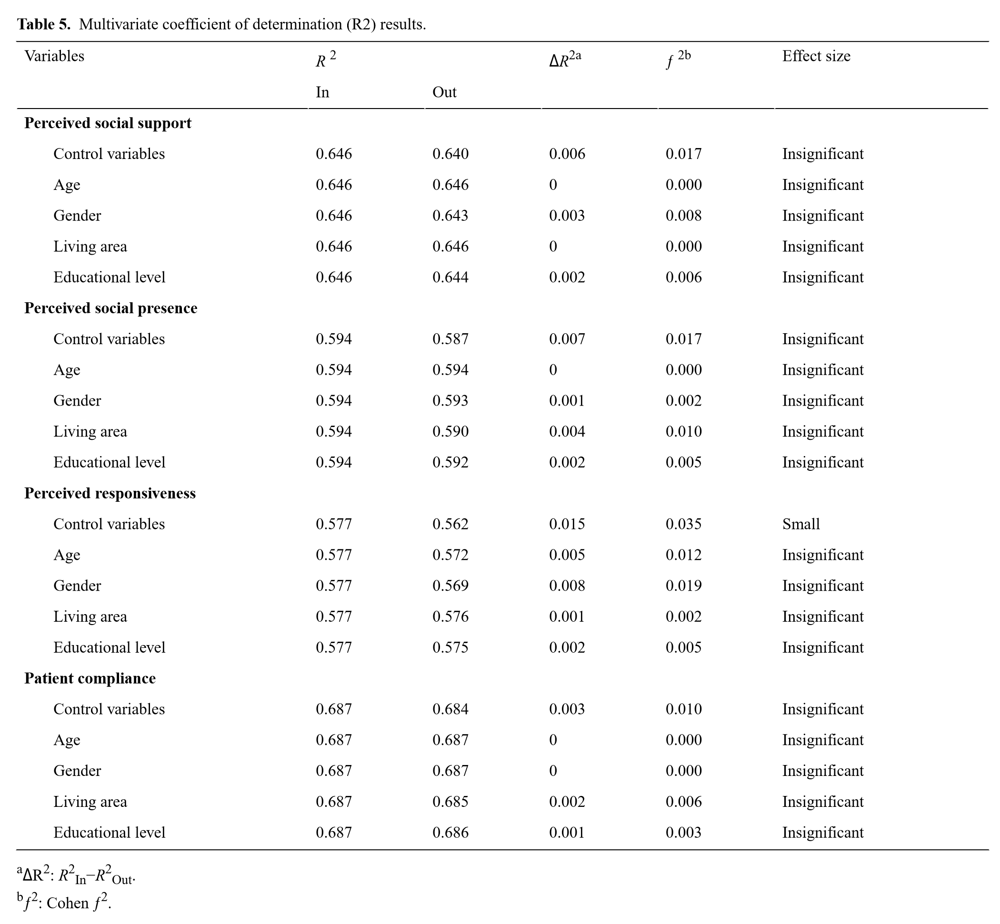 Table 5. Multivariate coefficient of determination (R2) results.
Variables R 2 ΔR2a f 2b Effect size
In Out
Perceived social support
Control variables 0.646 0.640 0.006 0.017 Insignificant
Age 0.646 0.646 0 0.000 Insignificant
Gender 0.646 0.643 0.003 0.008 Insignificant
Living area 0.646 0.646 0 0.000 Insignificant
Educational level 0.646 0.644 0.002 0.006 Insignificant
Perceived social presence
Control variables 0.594 0.587 0.007 0.017 Insignificant
Age 0.594 0.594 0 0.000 Insignificant
Gender 0.594 0.593 0.001 0.002 Insignificant
Living area 0.594 0.590 0.004 0.010 Insignificant
Educational level 0.594 0.592 0.002 0.005 Insignificant
Perceived responsiveness
Control variables 0.577 0.562 0.015 0.035 Small
Age 0.577 0.572 0.005 0.012 Insignificant
Gender 0.577 0.569 0.008 0.019 Insignificant
Living area 0.577 0.576 0.001 0.002 Insignificant
Educational level 0.577 0.575 0.002 0.005 Insignificant
Patient compliance
Control variables 0.687 0.684 0.003 0.010 Insignificant
Age 0.687 0.687 0 0.000 Insignificant
Gender 0.687 0.687 0 0.000 Insignificant
Living area 0.687 0.685 0.002 0.006 Insignificant
Educational level 0.687 0.686 0.001 0.003 Insignificant
aΔR2: R2In–R2Out.
bf2: Cohen f2.